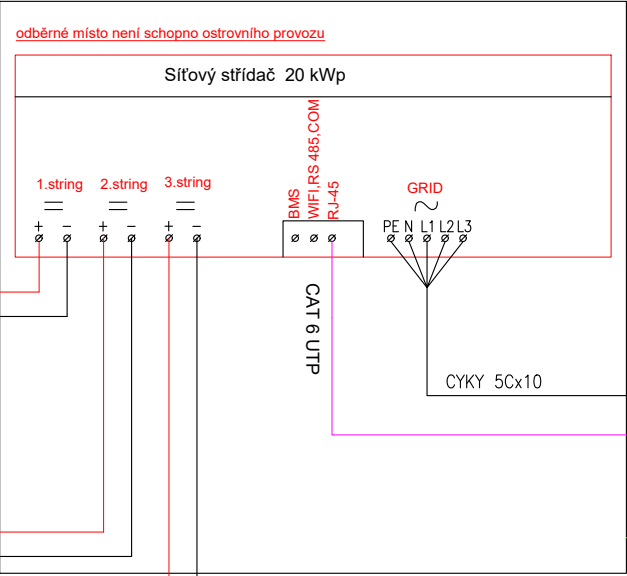 odběrné místo není schopno ostrovního provozu
Síťový střídač 20 kWp
1.string 2.string 3.string
+ − + − + −
BMS
WIFI,RS 485,COM
RJ-45
GRID
PE N L1 L2 L3
CAT 6 UTP
CYKY 5Cx10